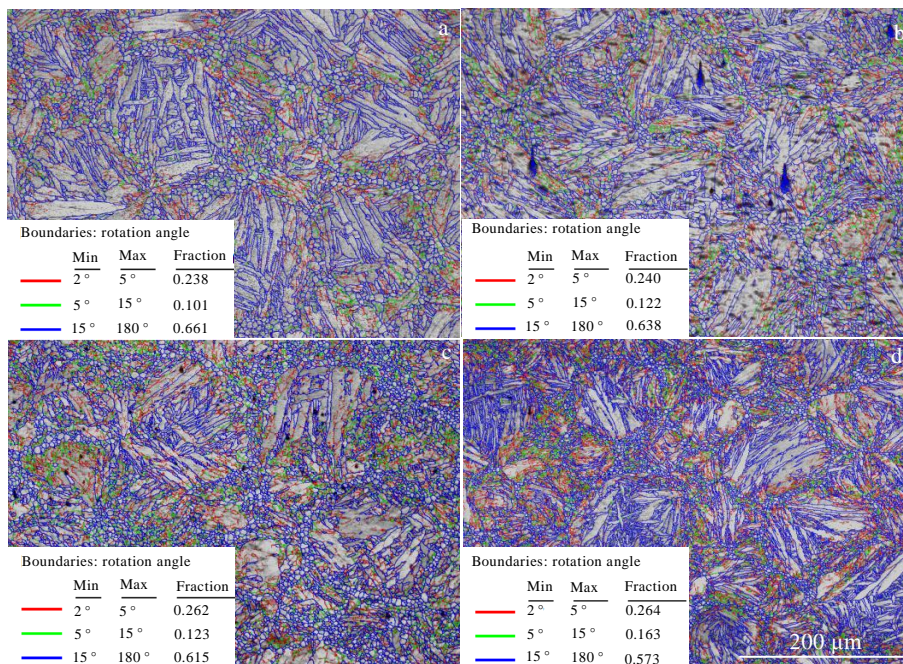 a
Boundaries: rotation angle
Min Max Fraction
2° 5° 0.238
5° 15° 0.101
15° 180° 0.661
b
Boundaries: rotation angle
Min Max Fraction
2° 5° 0.240
5° 15° 0.122
15° 180° 0.638
c
Boundaries: rotation angle
Min Max Fraction
2° 5° 0.262
5° 15° 0.123
15° 180° 0.615
d
Boundaries: rotation angle
Min Max Fraction
2° 5° 0.264
5° 15° 0.163
15° 180° 0.573
200 μm